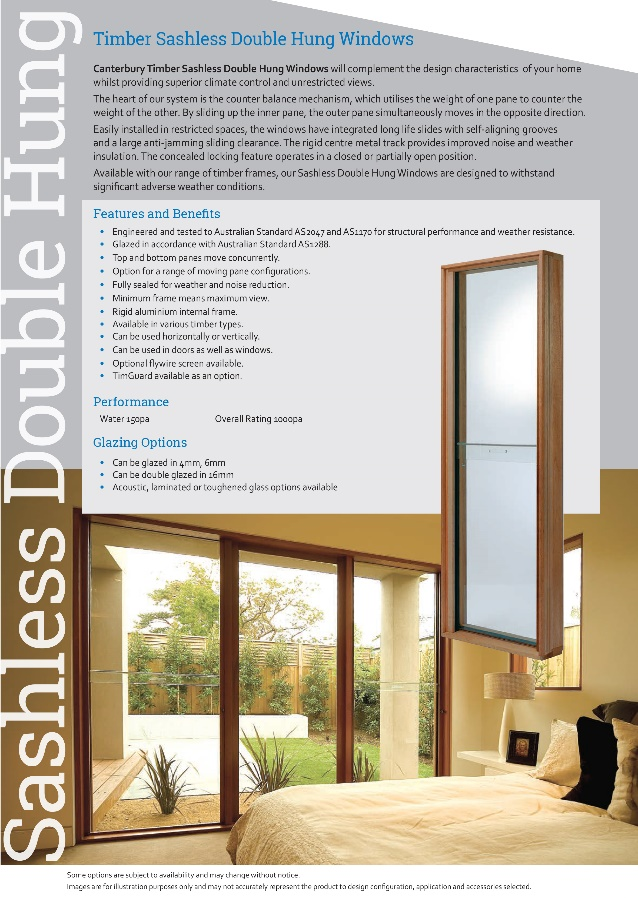 Sashless Double Hung
Timber Sashless Double Hung Windows
Canterbury Timber Sashless Double Hung Windows will complement the design characteristics of your home
whilst providing superior climate control and unrestricted views.
The heart of our system is the counter balance mechanism, which utilises the weight of one pane to counter the
weight of the other. By sliding up the inner pane, the outer pane simultaneously moves in the opposite direction.
Easily installed in restricted spaces, the windows have integrated long life slides with self-aligning grooves
and a large anti-jamming sliding clearance. The rigid centre metal track provides improved noise and weather
insulation. The concealed locking feature operates in a closed or partially open position.
Available with our range of timber frames, our Sashless Double Hung Windows are designed to withstand
significant adverse weather conditions.
Features and Benefits
• Engineered and tested to Australian Standard AS2047 and AS1170 for structural performance and weather resistance.
• Glazed in accordance with Australian Standard AS1288.
• Top and bottom panes move concurrently.
• Option for a range of moving pane configurations.
• Fully sealed for weather and noise reduction.
• Minimum frame means maximum view.
• Rigid aluminium internal frame.
• Available in various timber types.
• Can be used horizontally or vertically.
• Can be used in doors as well as windows.
• Optional flywire screen available.
• TimGuard available as an option.
Performance
Water 150pa Overall Rating 1000pa
Glazing Options
• Can be glazed in 4mm, 6mm
• Can be double glazed in 16mm
• Acoustic, laminated or toughened glass options available
Some options are subject to availability and may change without notice.
Images are for illustration purposes only and may not accurately represent the product to design configuration, application and accessories selected.